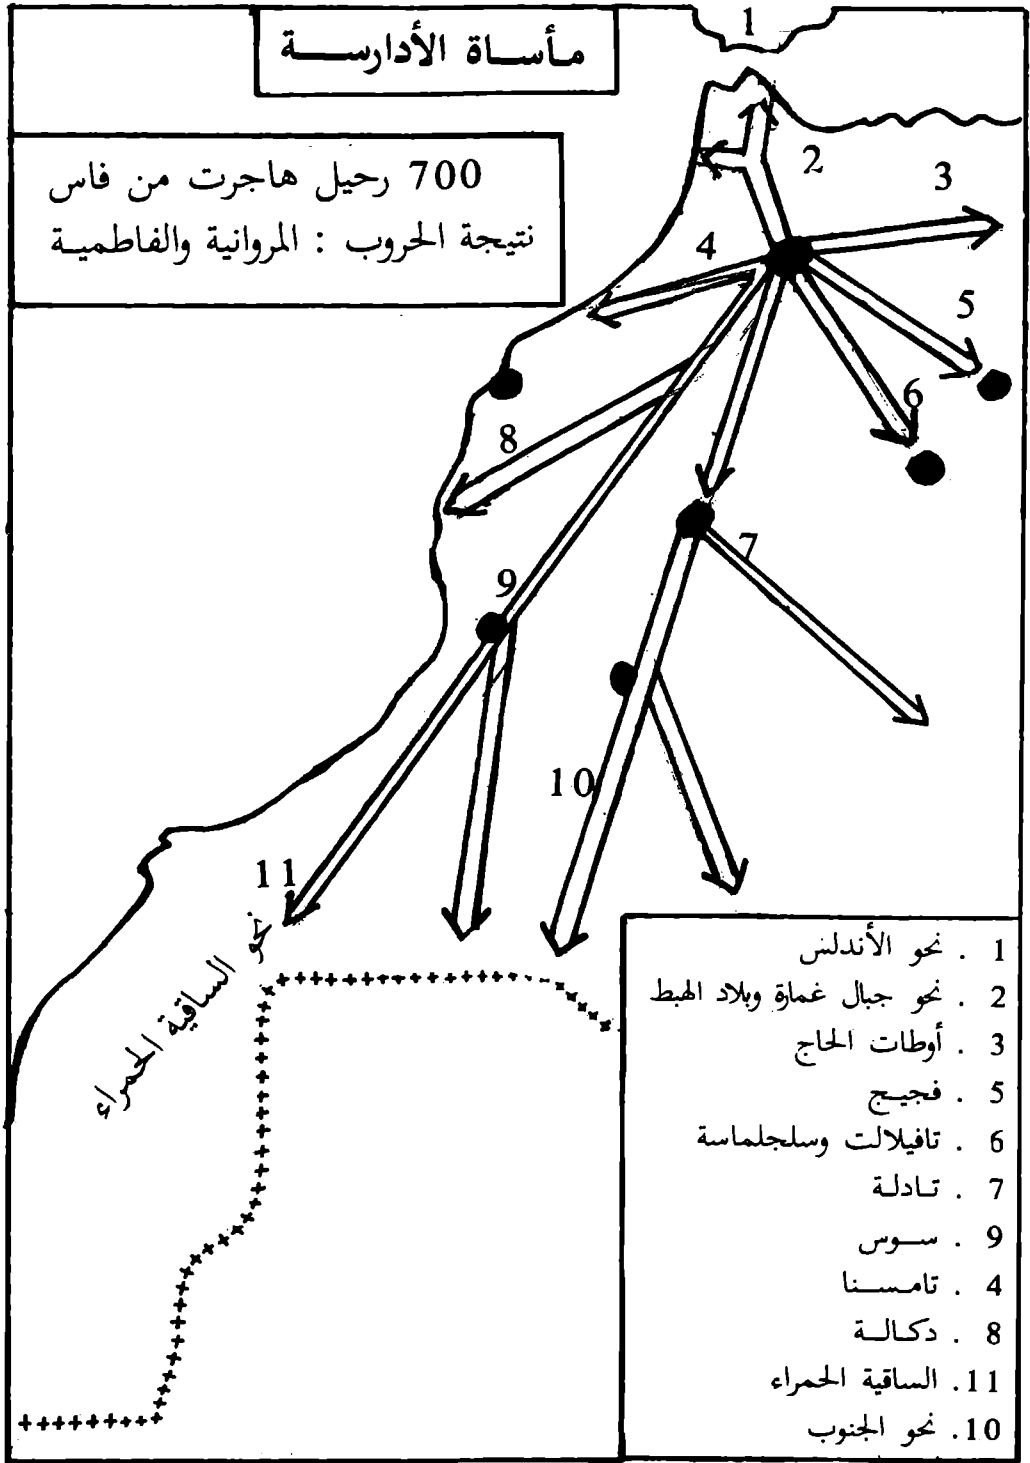 1
مأساة الأدارسة
700 رحيل هاجرت من فاس
نتيجة الحروب : المروانية والفاطمية
2
3
4
5
6
8
7
9
10
11
نحو الساقية الحمراء
1 . نحو الأندلس
2 . نحو جبال غمارة وبلاد الهبط
3 . أوطات الحاج
5 . فجيج
6 . تافيلالت وسلجلماسة
7 . تادلة
9 . سوس
4 . تامسنا
8 . دكالة
11. الساقية الحمراء
10. نحو الجنوب